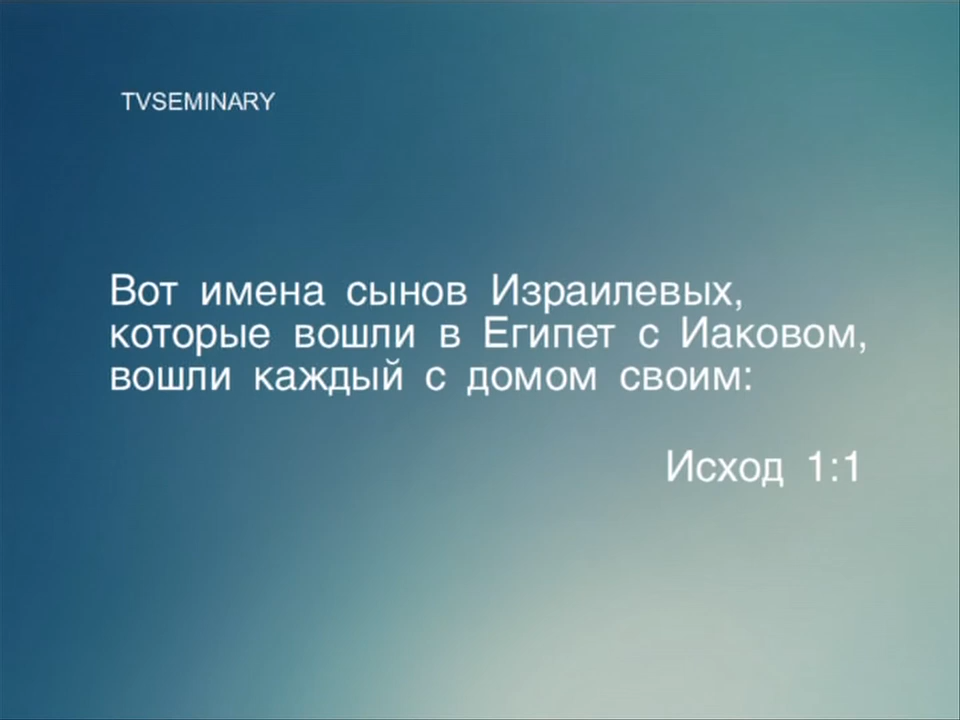 TVSEMINARY
Вот имена сынов Израилевых,
которые вошли в Египет с Иаковом,
вошли каждый с домом своим:
Исход 1:1